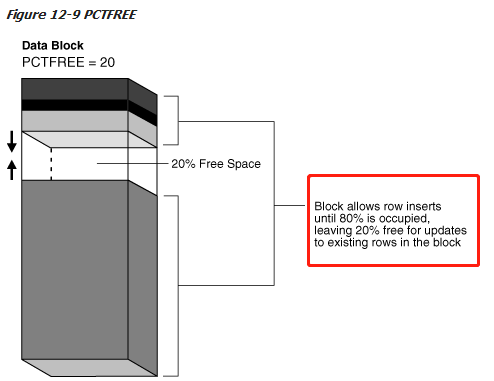 Figure 12-9 PCTFREE
Data Block
PCTFREE = 20
20% Free Space
Block allows row inserts
until 80% is occupied,
leaving 20% free for updates
to existing rows in the block